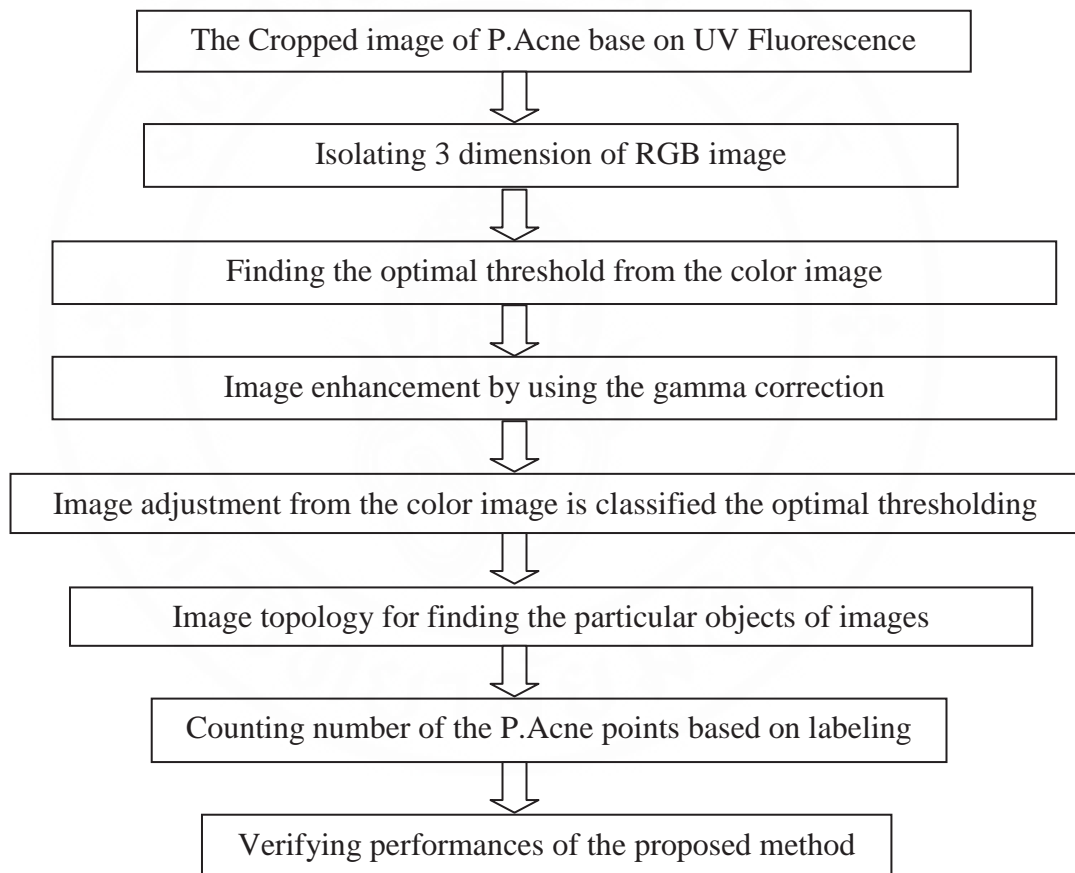 The Cropped image of P.Acne base on UV Fluorescence
Isolating 3 dimension of RGB image
Finding the optimal threshold from the color image
Image enhancement by using the gamma correction
Image adjustment from the color image is classified the optimal thresholding
Image topology for finding the particular objects of images
Counting number of the P.Acne points based on labeling
Verifying performances of the proposed method